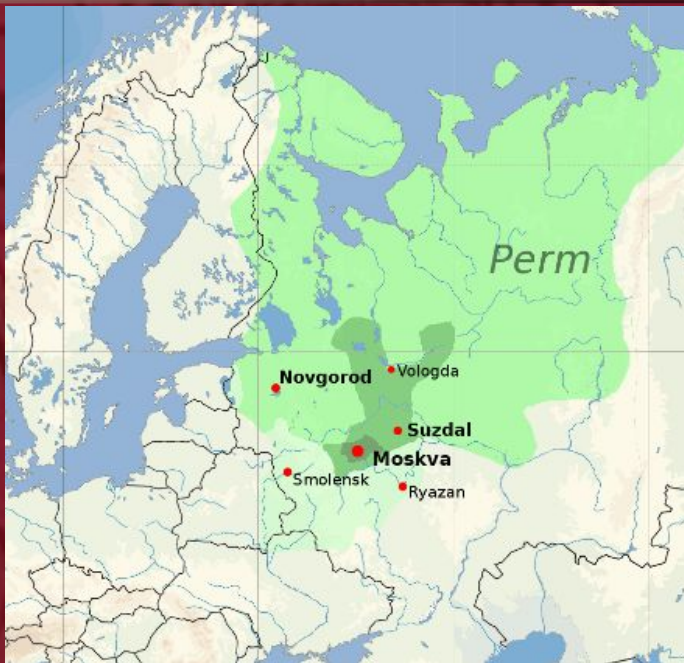 Perm
Vologda
Novgorod
Suzdal
Moskva
Smolensk
Ryazan